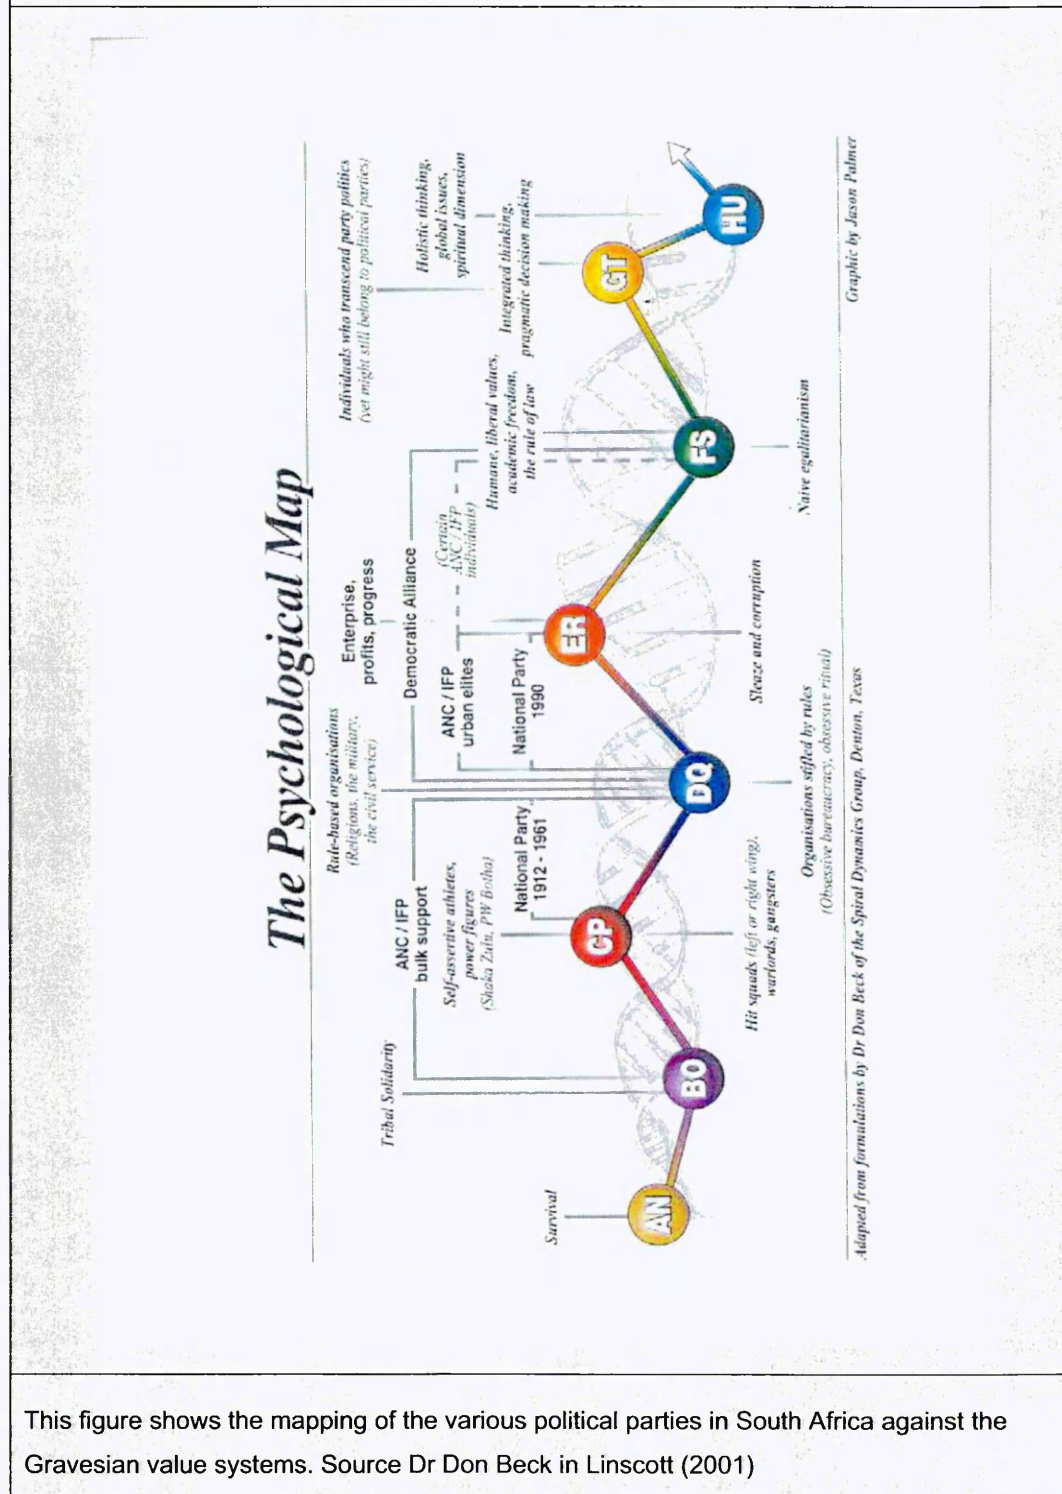 The Psychological Map
Individuals who transcend party politics
(yet might still belong to political parties)
Holistic thinking,
global issues,
spiritual dimension
Integrated thinking,
pragmatic decision making
Humane, liberal values,
academic freedom,
the rule of law
Enterprise,
profits, progress
Democratic Alliance
(Certain
ANC / IFP
individuals)
ANC / IFP
urban elites
National Party
1990
Rule-based organisations
(Religions, the military,
the civil service)
ANC / IFP
bulk support
Self-assertive athletes,
power figures
(Shaka Zulu, PW Botha)
National Party
1912 - 1961
Tribal Solidarity
Survival
AN
BO
CP
DQ
ER
FS
GT
HU
Hit squads (left or right wing),
warlords, gangsters
Organisations stifled by rules
(Obsessive bureaucracy, obsessive ritual)
Sleaze and corruption
Naive egalitarianism
Adapted from formulations by Dr Don Beck of the Spiral Dynamics Group, Denton, Texas
Graphic by Jason Palmer
This figure shows the mapping of the various political parties in South Africa against the
Gravesian value systems. Source Dr Don Beck in Linscott (2001)